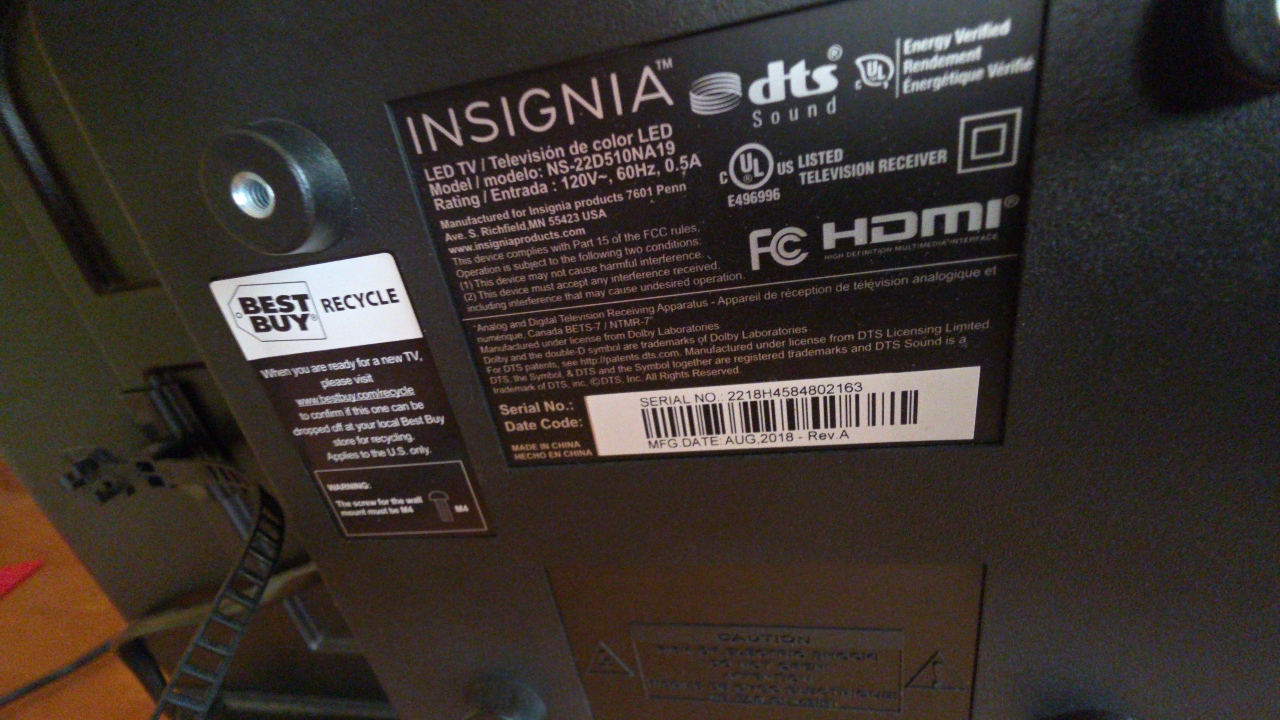 INSIGNIA™
dts®
Sound
UL
c
Energy Verified
Rendement
Énergétique Vérifié
LED TV / Televisión de color LED
Model / modelo: NS-22D510NA19
Rating / Entrada : 120V~, 60Hz, 0.5A
c UL® US LISTED
TELEVISION RECEIVER
E496996
Manufactured for Insignia products 7601 Penn
Ave. S. Richfield,MN 55423 USA
www.insigniaproducts.com
This device complies with Part 15 of the FCC rules,
Operation is subject to the following two conditions:
(1) This device may not cause harmful interference.
(2) This device must accept any interference received,
including interference that may cause undesired operation.
FC HDMI®
HIGH-DEFINITION MULTIMEDIA INTERFACE
"Analog and Digital Television Receiving Apparatus - Appareil de réception de télévision analogique et
numérique, Canada BETS-7 / NTMR-7"
Manufactured under license from Dolby Laboratories
Dolby and the double-D symbol are trademarks of Dolby Laboratories
For DTS patents, see http://patents.dts.com. Manufactured under license from DTS Licensing Limited.
DTS, the Symbol, & DTS and the Symbol together are registered trademarks and DTS Sound is a
trademark of DTS, Inc. ©DTS, Inc. All Rights Reserved.
Serial No.:
Date Code:
MADE IN CHINA
HECHO EN CHINA
SERIAL NO.: 2218H4584802163
MFG.DATE: AUG,2018 - Rev.A
BEST
BUY®
RECYCLE
When you are ready for a new TV,
please visit
www.bestbuy.com/recycle
to confirm if this one can be
dropped off at your local Best Buy
store for recycling.
Applies to the U.S. only.
WARNING:
The screw for the wall
mount must be M4
M4
CAUTION
RISK OF ELECTRIC SHOCK
DO NOT OPEN